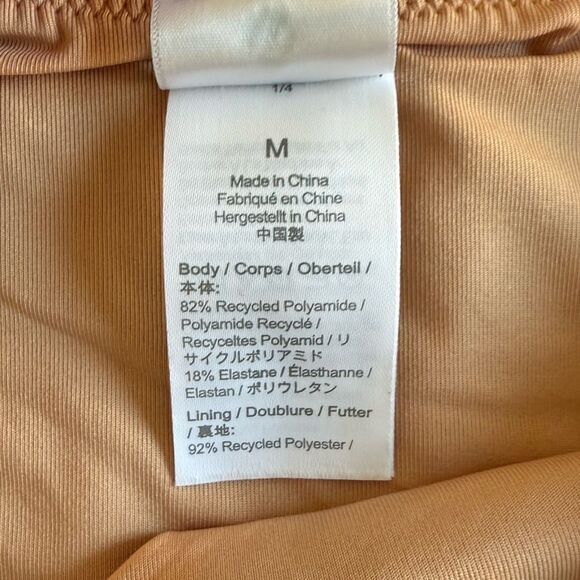 1/4
M
Made in China
Fabriqué en Chine
Hergestellt in China
中国製
Body / Corps / Oberteil /
本体:
82% Recycled Polyamide /
Polyamide Recyclé /
Recyceltes Polyamid / リ
サイクルポリアミド
18% Elastane / Élasthanne /
Elastan / ポリウレタン
Lining / Doublure / Futter
/ 裏地:
92% Recycled Polyester /